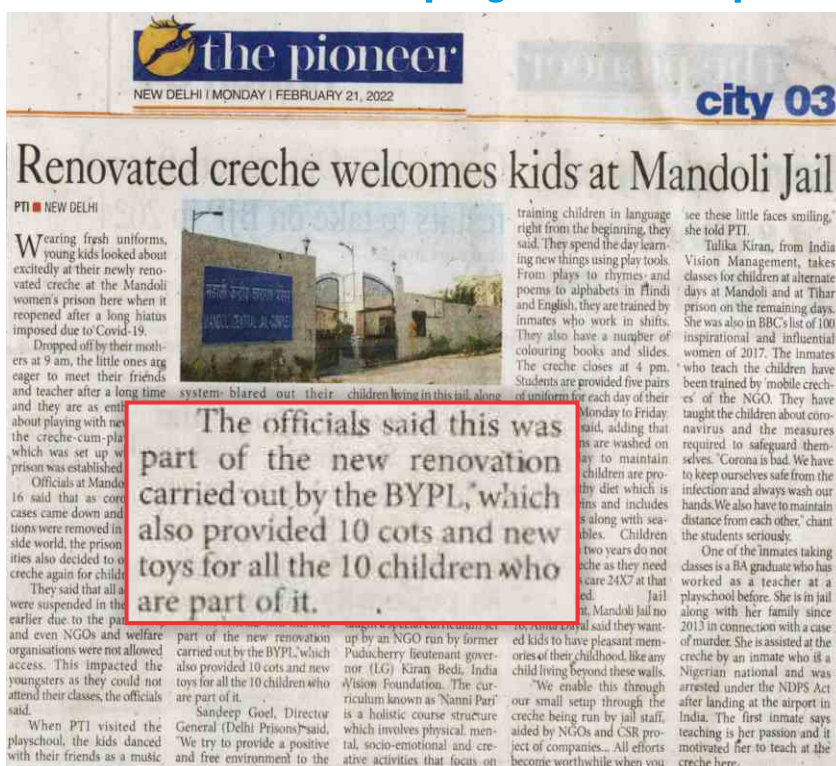 the pioneer
NEW DELHI | MONDAY | FEBRUARY 21, 2022
city 03
Renovated creche welcomes kids at Mandoli Jail
PTI NEW DELHI
Wearing fresh uniforms,
young kids looked about
excitedly at their newly reno-
vated creche at the Mandoli
women's prison here when it
reopened after a long hiatus
imposed due to Covid-19.
Dropped off by their moth-
ers at 9 am, the little ones are
eager to meet their friends
and teacher after a long time
and they are as
about playing with
the creche-cum-
which was set up
prison was established
Officials at
16 said that as
cases came down and
tions were removed in
side world, the prison
ities also decided to
creche again for
They said that all
were suspended in the
earlier due to the
and even NGOs and welfare
organisations were not allowed
access. This impacted the
youngsters as they could not
attend their classes, the officials
said.
When PTI visited the
playschool, the kids danced
with their friends as a music
MANDOLI CENTRAL JAIL COMPLEX
system blared out their
The officials said this was
part of the new renovation
carried out by the BYPL, which
also provided 10 cots and new
toys for all the 10 children who
are part of it.
part of the new renovation
carried out by the BYPL, which
also provided 10 cots and new
toys for all the 10 children who
are part of it.
Sandeep Goel, Director
General (Delhi Prisons) said,
"We try to provide a positive
and free environment to the
children living in this jail, along
up by an NGO run by former
Puducherry lieutenant gover-
nor (LG) Kiran Bedi, India
Vision Foundation. The cur-
riculum known as 'Nanni Pari'
is a holistic course structure
which involves physical, men-
tal, socio-emotional and cre-
ative activities that focus on
training children in language
right from the beginning, they
said. They spend the day learn-
ing new things using play tools.
From plays to rhymes and
poems to alphabets in Hindi
and English, they are trained by
inmates who work in shifts.
They also have a number of
colouring books and slides.
The creche closes at 4 pm.
Students are provided five pairs
of uniform for each day of their
Monday to Friday.
said, adding that
are washed on
to maintain
children are pro-
diet which is
and includes
along with sea-
Children
two years do not
as they need
care 24X7 at that
Jail
Mandoli Jail no
Dayal said they want-
ed kids to have pleasant mem-
ories of their childhood, like any
child living beyond these walls.
"We enable this through
our small setup through the
creche being run by jail staff,
aided by NGOs and CSR pro-
ject of companies... All efforts
become worthwhile when you
see these little faces smiling,"
she told PTI.
Tulika Kiran, from India
Vision Management, takes
classes for children at alternate
days at Mandoli and at Tihar
prison on the remaining days.
She was also in BBC's list of 100
inspirational and influential
women of 2017. The inmates
who teach the children have
been trained by 'mobile crech-
es' of the NGO. They have
taught the children about coro-
navirus and the measures
required to safeguard them-
selves. "Corona is bad. We have
to keep ourselves safe from the
infection and always wash our
hands. We also have to maintain
distance from each other," chant
the students seriously.
One of the inmates taking
classes is a BA graduate who has
worked as a teacher at a
playschool before. She is in jail
along with her family since
2013 in connection with a case
of murder. She is assisted at the
creche by an inmate who is a
Nigerian national and was
arrested under the NDPS Act
after landing at the airport in
India. The first inmate says
teaching is her passion and it
motivated her to teach at the
creche here.